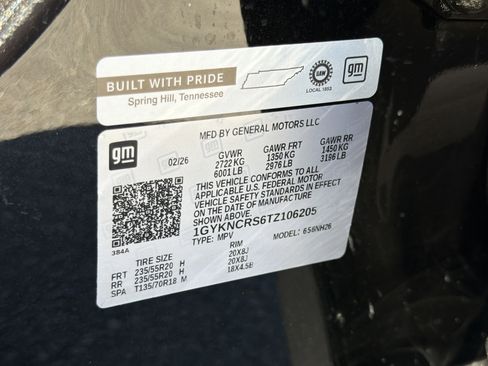 BUILT WITH PRIDE
Spring Hill, Tennessee
UAW
LOCAL 1853
gm
gm
MFD BY GENERAL MOTORS LLC
02/26
GVWR GAWR FRT GAWR RR
2722 KG 1350 KG 1450 KG
6001 LB 2976 LB 3196 LB
THIS VEHICLE CONFORMS TO ALL
APPLICABLE U.S. FEDERAL MOTOR
VEHICLE SAFETY STANDARDS IN EFFECT
ON THE DATE OF MANUFACTURE
SHOWN ABOVE.
1GYKNCRS6TZ106205
TYPE: MPV MODEL: 6NH26
384A
TIRE SIZE RIM
FRT 235/55R20 H 20X8J
RR 235/55R20 H 20X8J
SPA T135/70R18 M 18X4.5B